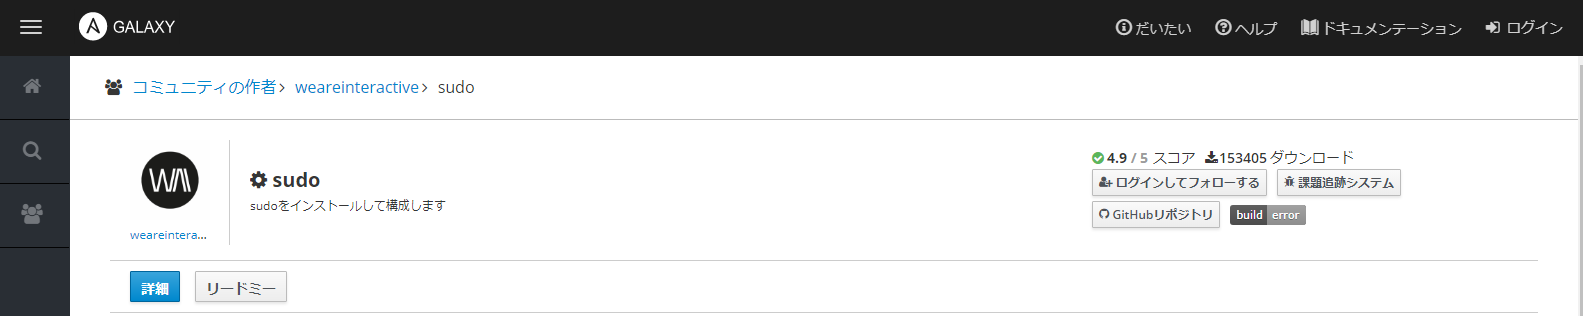 GALAXY
だいたい ヘルプ ドキュメンテーション ログイン
コミュニティの作者 > weareinteractive > sudo
WAI
sudo
sudoをインストールして構成します
weareintera...
4.9 / 5 スコア 153405 ダウンロード
ログインしてフォローする 課題追跡システム
GitHubリポジトリ build error
詳細 リードミー